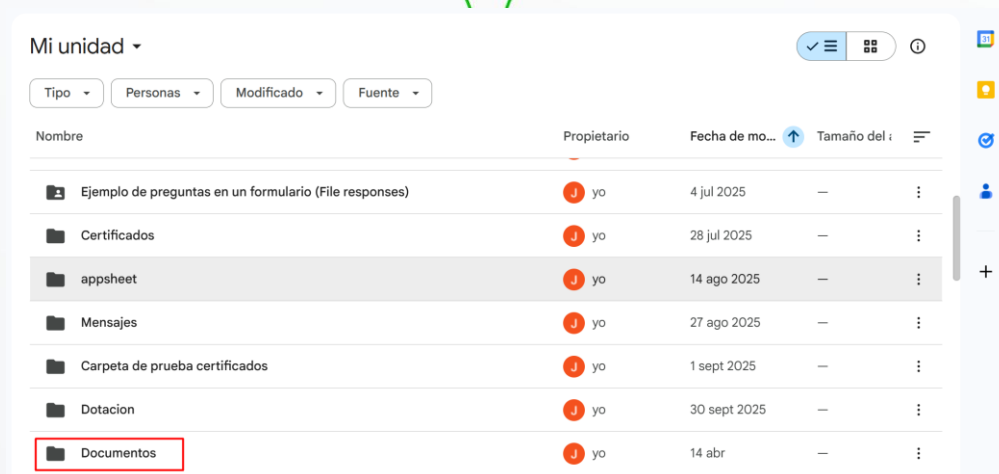 Mi unidad
Tipo Personas Modificado Fuente
Nombre Propietario Fecha de mo... Tamaño del
Ejemplo de preguntas en un formulario (File responses) J yo 4 jul 2025 —
Certificados J yo 28 jul 2025 —
appsheet J yo 14 ago 2025 —
Mensajes J yo 27 ago 2025 —
Carpeta de prueba certificados J yo 1 sept 2025 —
Dotacion J yo 30 sept 2025 —
Documentos J yo 14 abr —
31